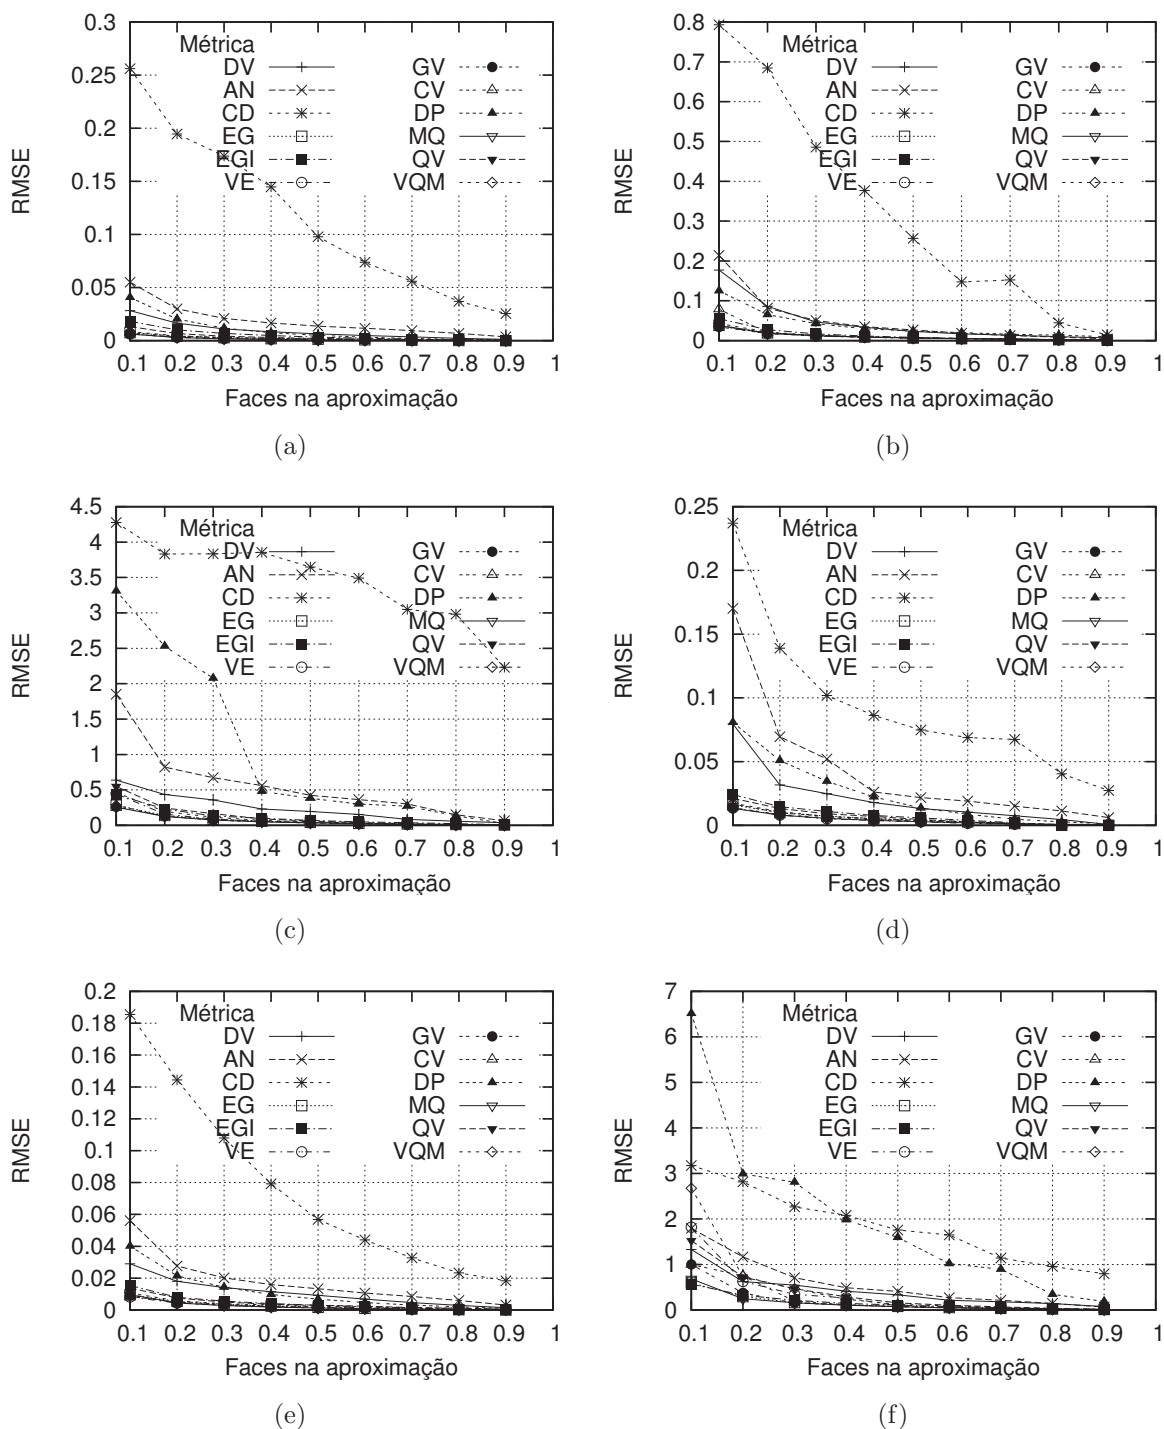 0.3
0.25
0.2
0.15
0.1
0.05
0
RMSE
Métrica
DV
AN
CD
EG
EGI
VE
GV
CV
DP
MQ
QV
VQM
0.1 0.2 0.3 0.4 0.5 0.6 0.7 0.8 0.9 1
Faces na aproximação
(a)
0.8
0.7
0.6
0.5
0.4
0.3
0.2
0.1
0
RMSE
Métrica
DV
AN
CD
EG
EGI
VE
GV
CV
DP
MQ
QV
VQM
0.1 0.2 0.3 0.4 0.5 0.6 0.7 0.8 0.9 1
Faces na aproximação
(b)
4.5
4
3.5
3
2.5
2
1.5
1
0.5
0
RMSE
Métrica
DV
AN
CD
EG
EGI
VE
GV
CV
DP
MQ
QV
VQM
0.1 0.2 0.3 0.4 0.5 0.6 0.7 0.8 0.9 1
Faces na aproximação
(c)
0.25
0.2
0.15
0.1
0.05
0
RMSE
Métrica
DV
AN
CD
EG
EGI
VE
GV
CV
DP
MQ
QV
VQM
0.1 0.2 0.3 0.4 0.5 0.6 0.7 0.8 0.9 1
Faces na aproximação
(d)
0.2
0.18
0.16
0.14
0.12
0.1
0.08
0.06
0.04
0.02
0
RMSE
Métrica
DV
AN
CD
EG
EGI
VE
GV
CV
DP
MQ
QV
VQM
0.1 0.2 0.3 0.4 0.5 0.6 0.7 0.8 0.9 1
Faces na aproximação
(e)
7
6
5
4
3
2
1
0
RMSE
Métrica
DV
AN
CD
EG
EGI
VE
GV
CV
DP
MQ
QV
VQM
0.1 0.2 0.3 0.4 0.5 0.6 0.7 0.8 0.9 1
Faces na aproximação
(f)